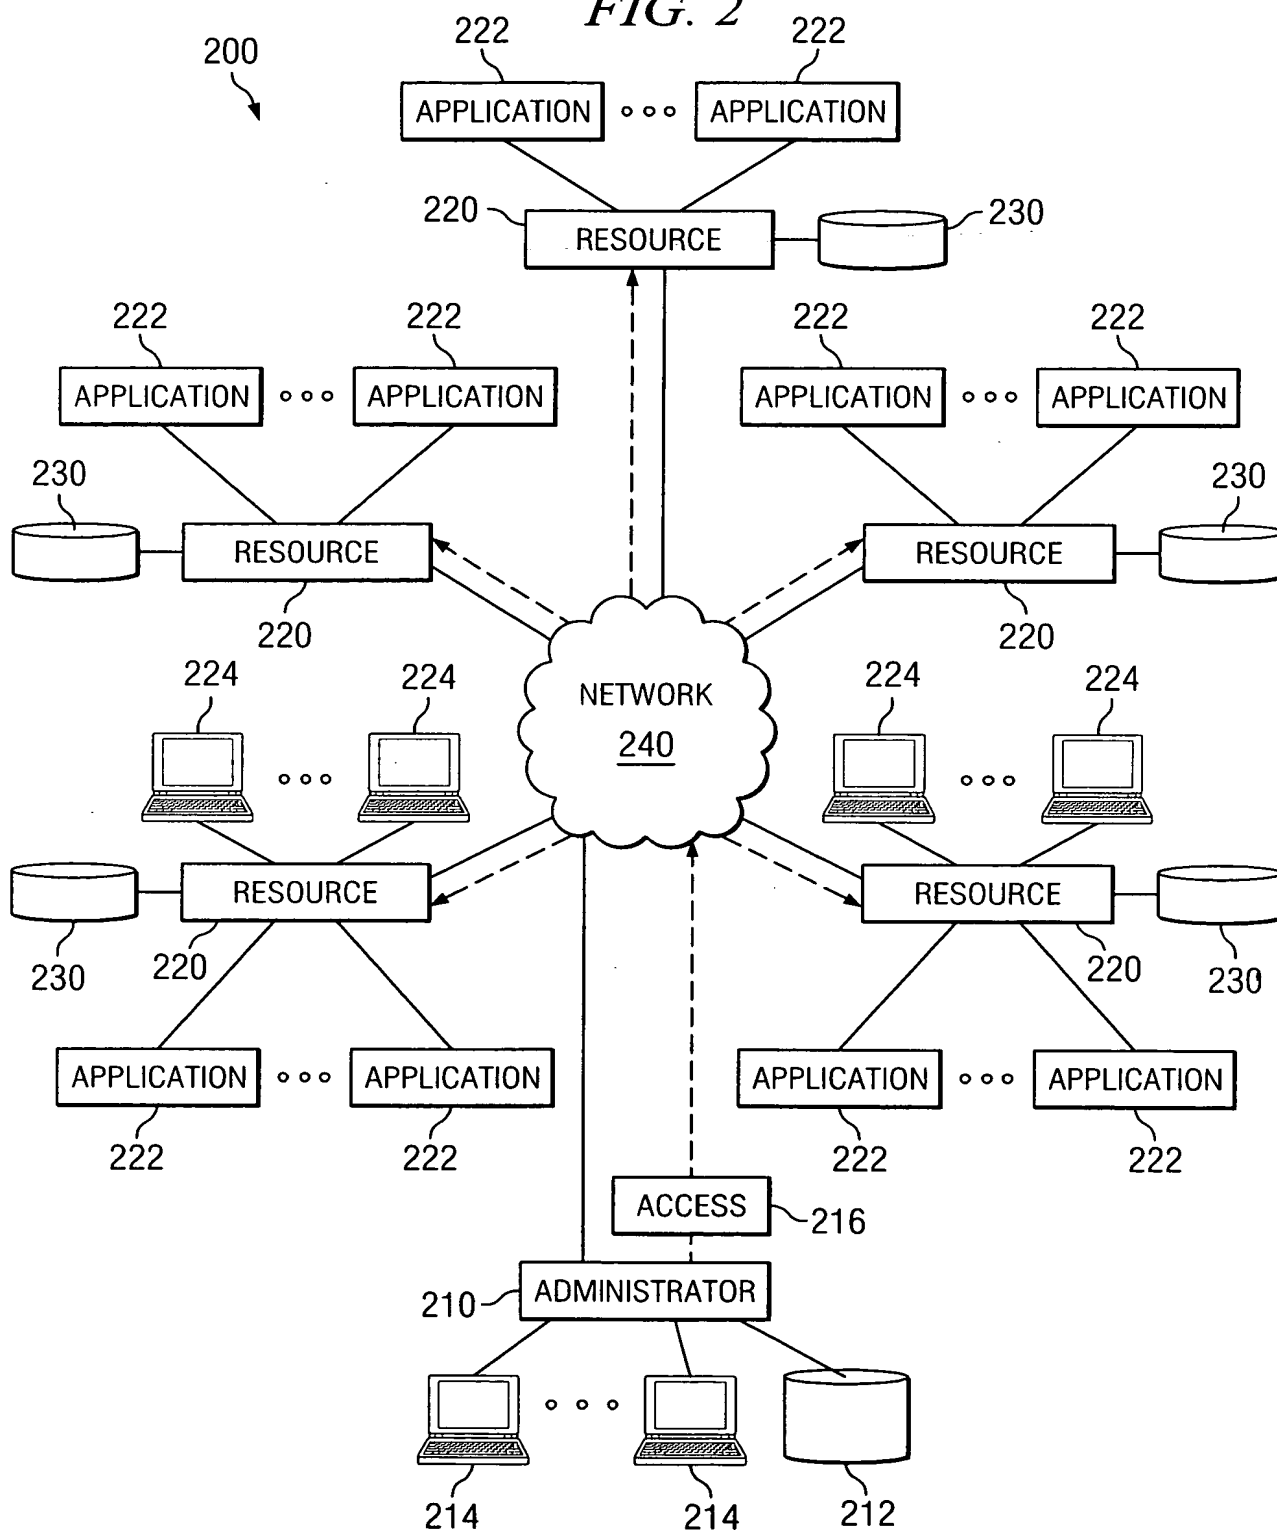 FIG. 2
200
222 222
APPLICATION APPLICATION
220 RESOURCE 230
222 222 222 222
APPLICATION APPLICATION APPLICATION APPLICATION
230 230
RESOURCE RESOURCE
220 220
224 224 NETWORK 224 224
240
RESOURCE RESOURCE
230 220 220 230
APPLICATION APPLICATION APPLICATION APPLICATION
222 222 222 222
ACCESS 216
210 ADMINISTRATOR
214 214 212